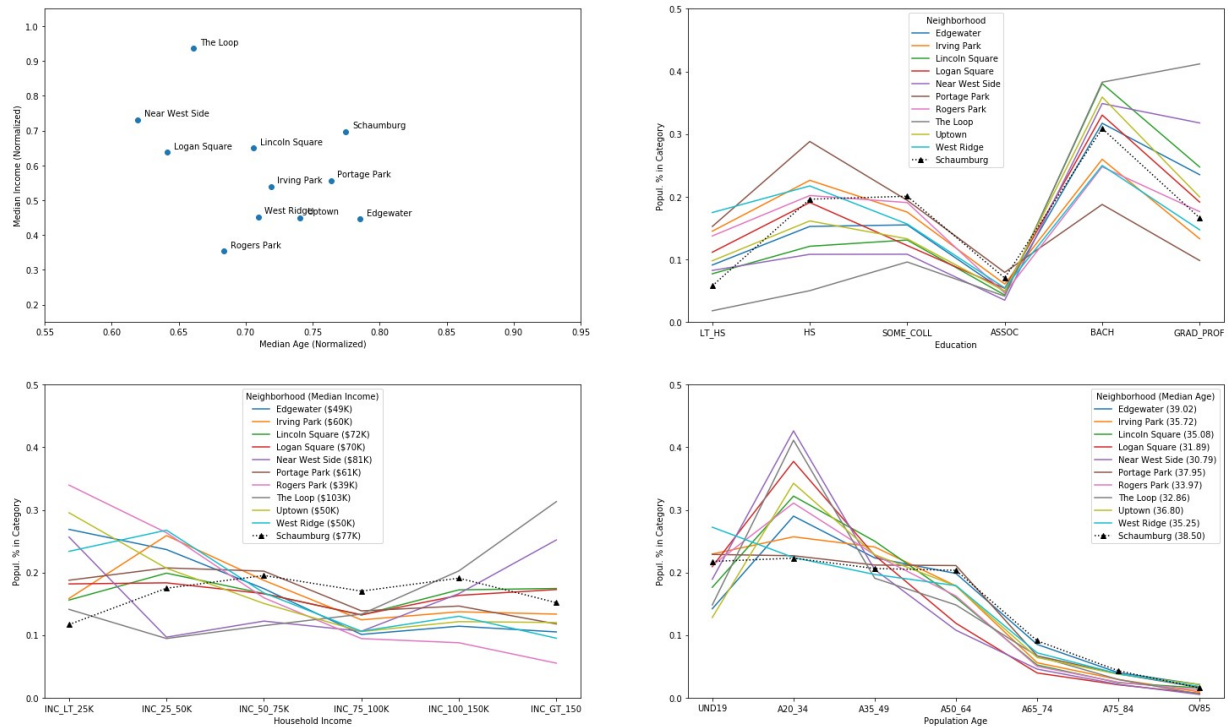 1.0
0.9
0.8
0.7
0.6
0.5
0.4
0.3
0.2
Median Income (Normalized)
The Loop
Near West Side
Schaumburg
Logan Square
Lincoln Square
Irving Park
Portage Park
West Ridge
Uptown
Edgewater
Rogers Park
0.55 0.60 0.65 0.70 0.75 0.80 0.85 0.90 0.95
Median Age (Normalized)
0.5
0.4
0.3
0.2
0.1
0.0
Popul. % in Category
Neighborhood
Edgewater
Irving Park
Lincoln Square
Logan Square
Near West Side
Portage Park
Rogers Park
The Loop
Uptown
West Ridge
Schaumburg
LT_HS HS SOME_COLL ASSOC BACH GRAD_PROF
Education
0.5
0.4
0.3
0.2
0.1
0.0
Popul. % in Category
Neighborhood (Median Income)
Edgewater ($49K)
Irving Park ($60K)
Lincoln Square ($72K)
Logan Square ($70K)
Near West Side ($81K)
Portage Park ($61K)
Rogers Park ($39K)
The Loop ($103K)
Uptown ($50K)
West Ridge ($50K)
Schaumburg ($77K)
INC_LT_25K INC_25_50K INC_50_75K INC_75_100K INC_100_150K INC_GT_150
Household Income
0.5
0.4
0.3
0.2
0.1
0.0
Popul. % in Category
Neighborhood (Median Age)
Edgewater (39.02)
Irving Park (35.72)
Lincoln Square (35.08)
Logan Square (31.89)
Near West Side (30.79)
Portage Park (37.95)
Rogers Park (33.97)
The Loop (32.86)
Uptown (36.80)
West Ridge (35.25)
Schaumburg (38.50)
UND19 A20_34 A35_49 A50_64 A65_74 A75_84 OV85
Population Age